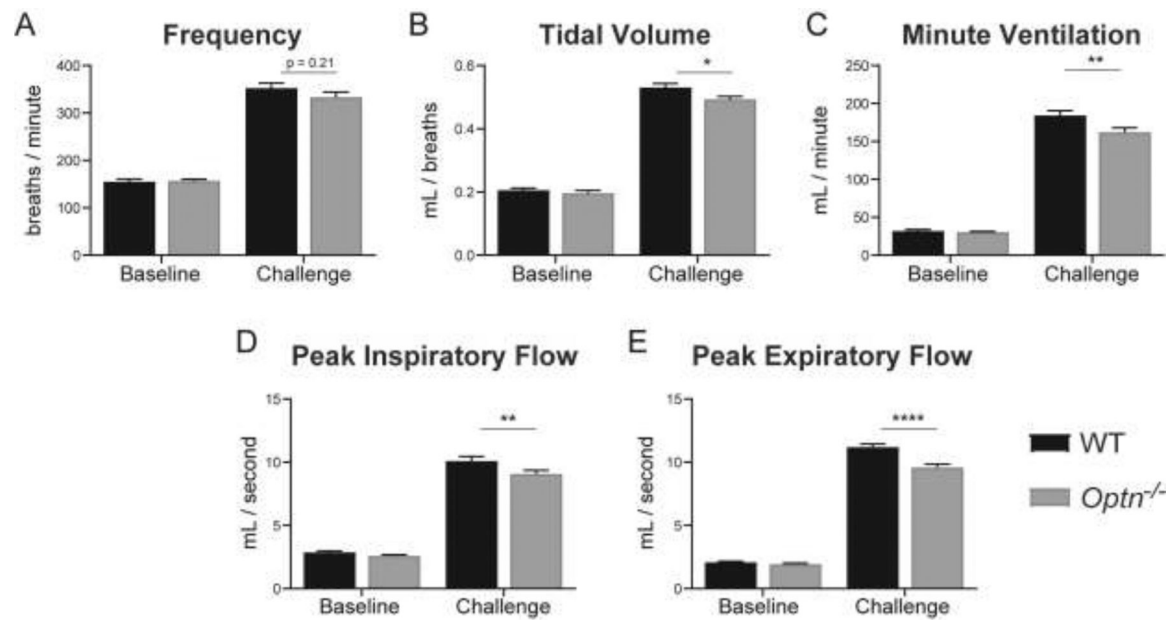 A Frequency
400
300
200
100
0
breaths / minute
p = 0.21
Baseline Challenge
B Tidal Volume
0.6
0.4
0.2
0.0
mL / breaths
*
Baseline Challenge
C Minute Ventilation
250
200
150
100
50
0
mL / minute
**
Baseline Challenge
D Peak Inspiratory Flow
15
10
5
0
mL / second
**
Baseline Challenge
E Peak Expiratory Flow
15
10
5
0
mL / second
****
Baseline Challenge
WT
Optn-/-